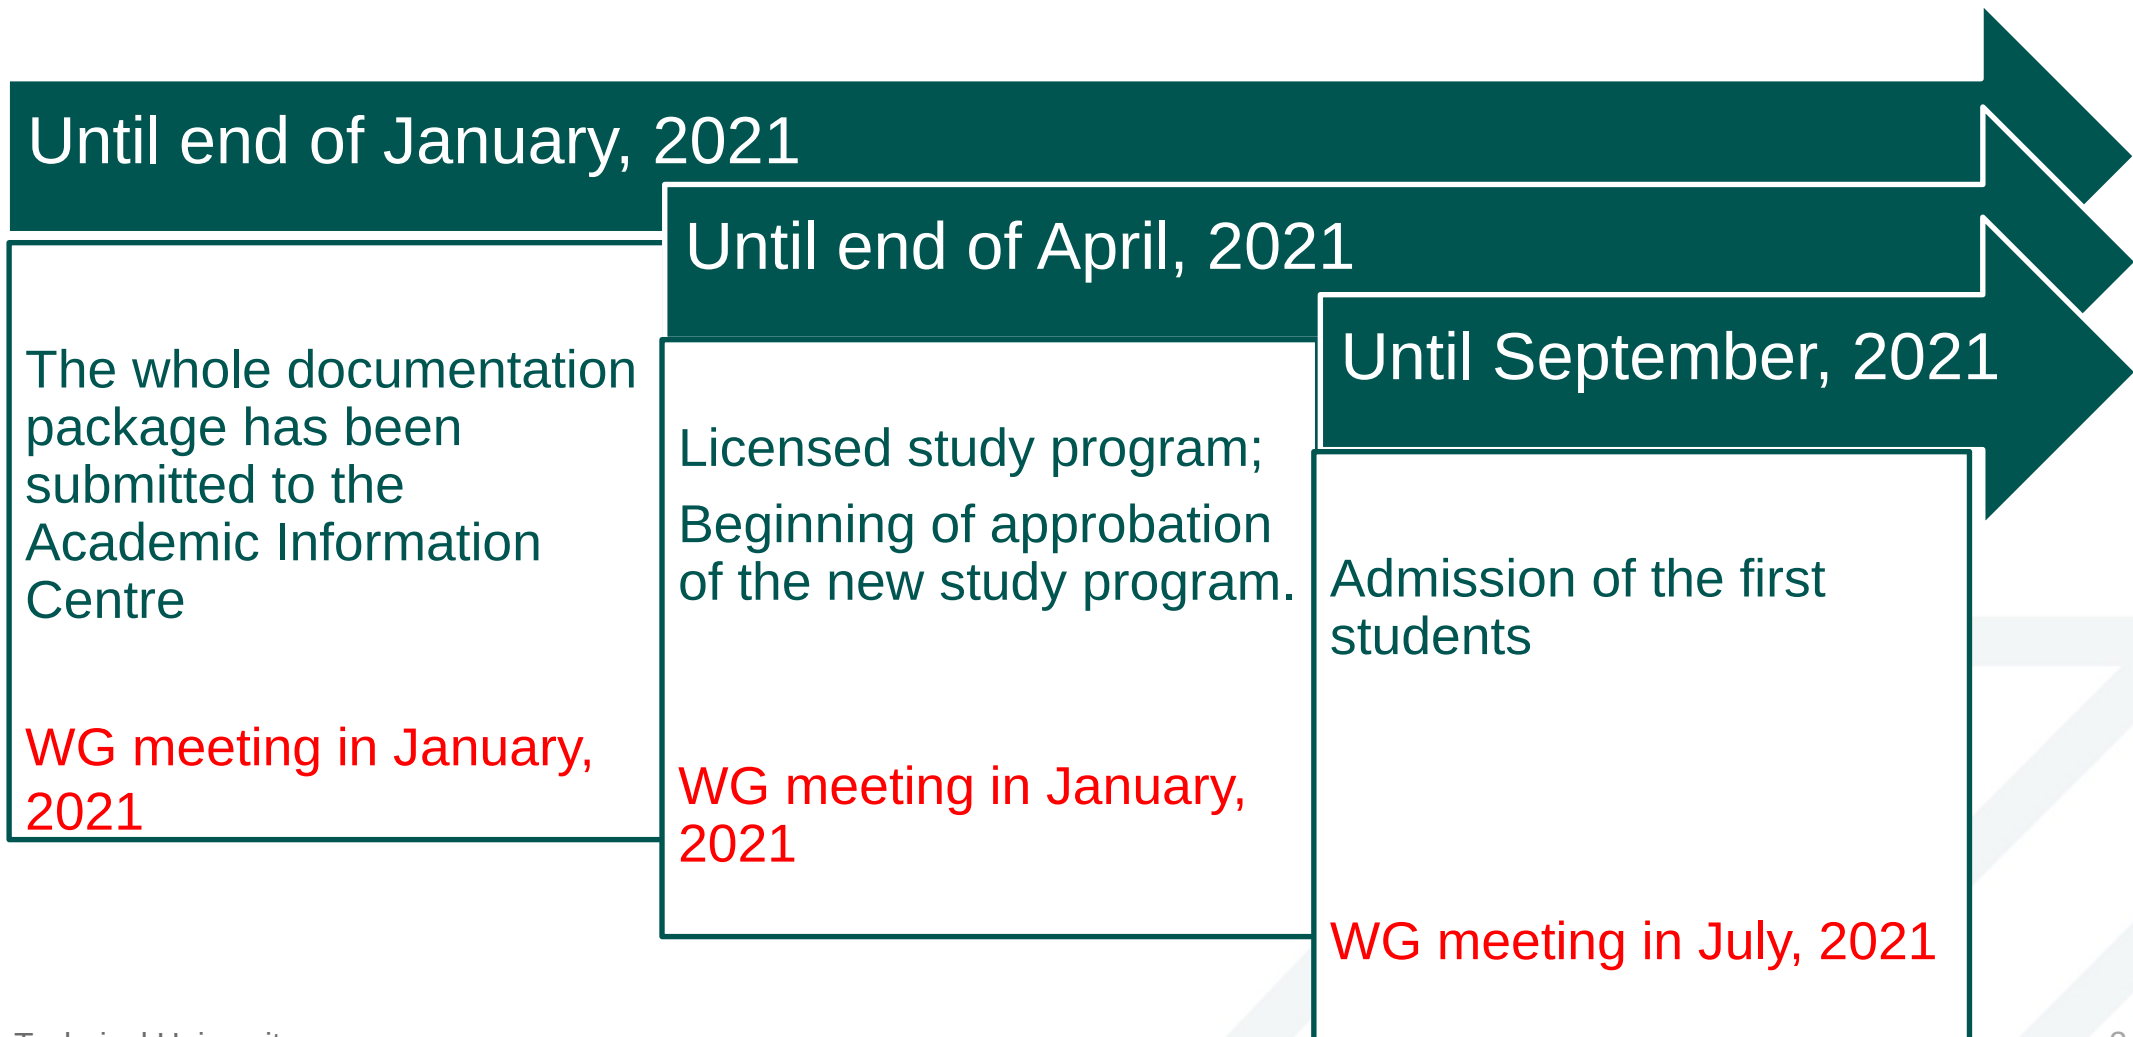 Until end of January, 2021
Until end of April, 2021
Until September, 2021
The whole documentation
package has been
submitted to the
Academic Information
Centre
WG meeting in January,
2021
Licensed study program;
Beginning of approbation
of the new study program.
WG meeting in January,
2021
Admission of the first
students
WG meeting in July, 2021